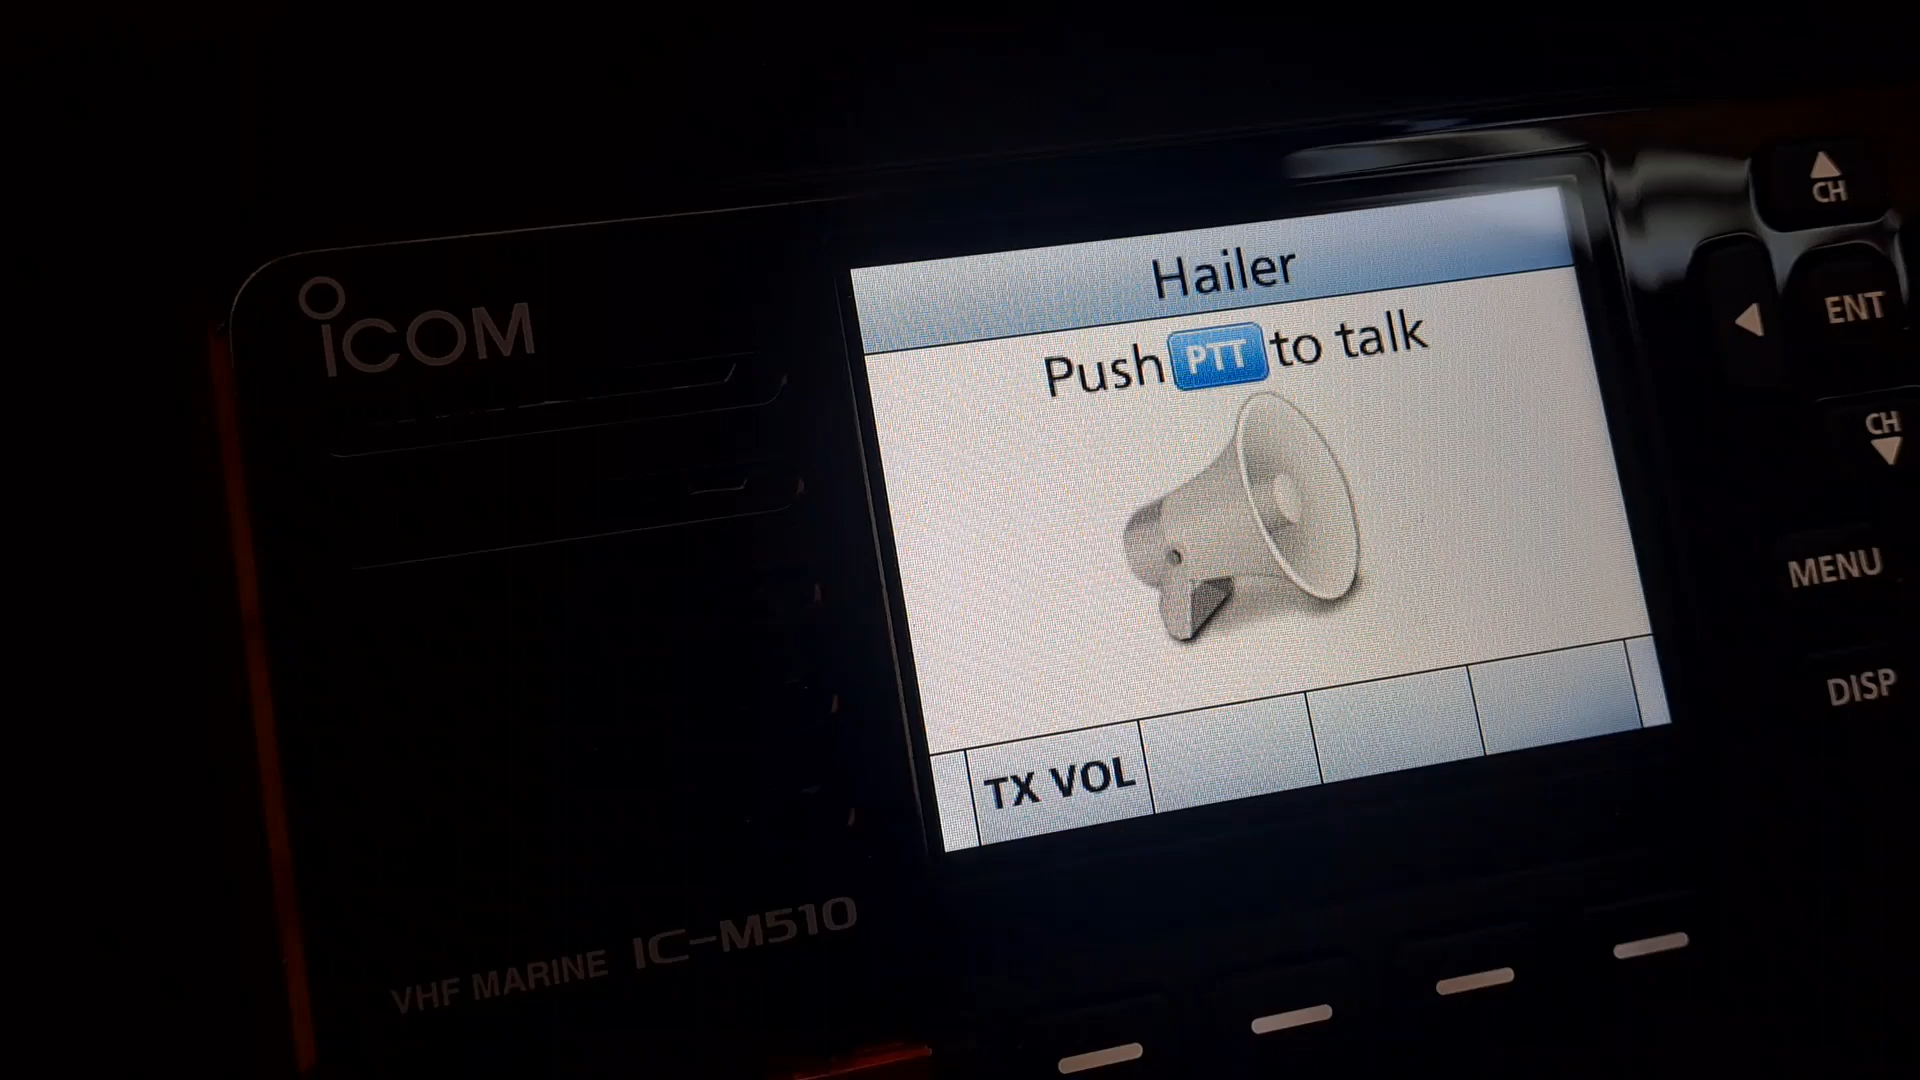 iCOM
Hailer
Push PTT to talk
TX VOL
VHF MARINE IC-M510
CH
ENT
CH
MENU
DISP